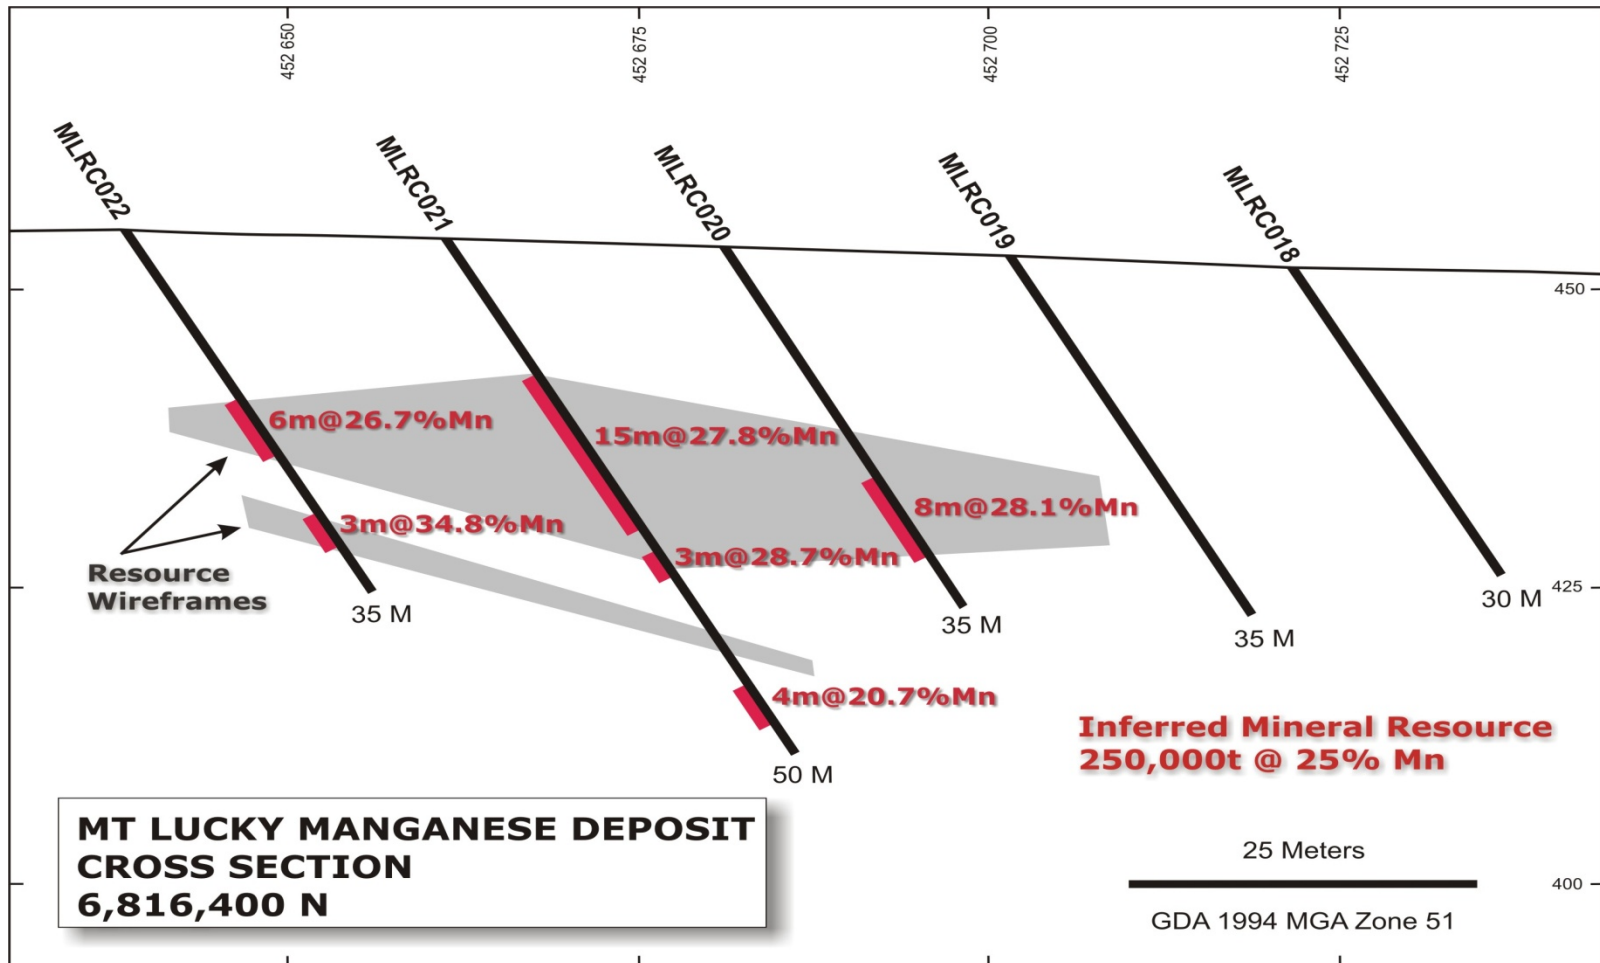 452 650
452 675
452 700
452 725
MLRC022
MLRC021
MLRC020
MLRC019
MLRC018
450
6m@26.7%Mn
15m@27.8%Mn
8m@28.1%Mn
3m@34.8%Mn
3m@28.7%Mn
Resource
Wireframes
425
35 M
35 M
35 M
30 M
4m@20.7%Mn
50 M
Inferred Mineral Resource
250,000t @ 25% Mn
MT LUCKY MANGANESE DEPOSIT
CROSS SECTION
6,816,400 N
25 Meters
400
GDA 1994 MGA Zone 51